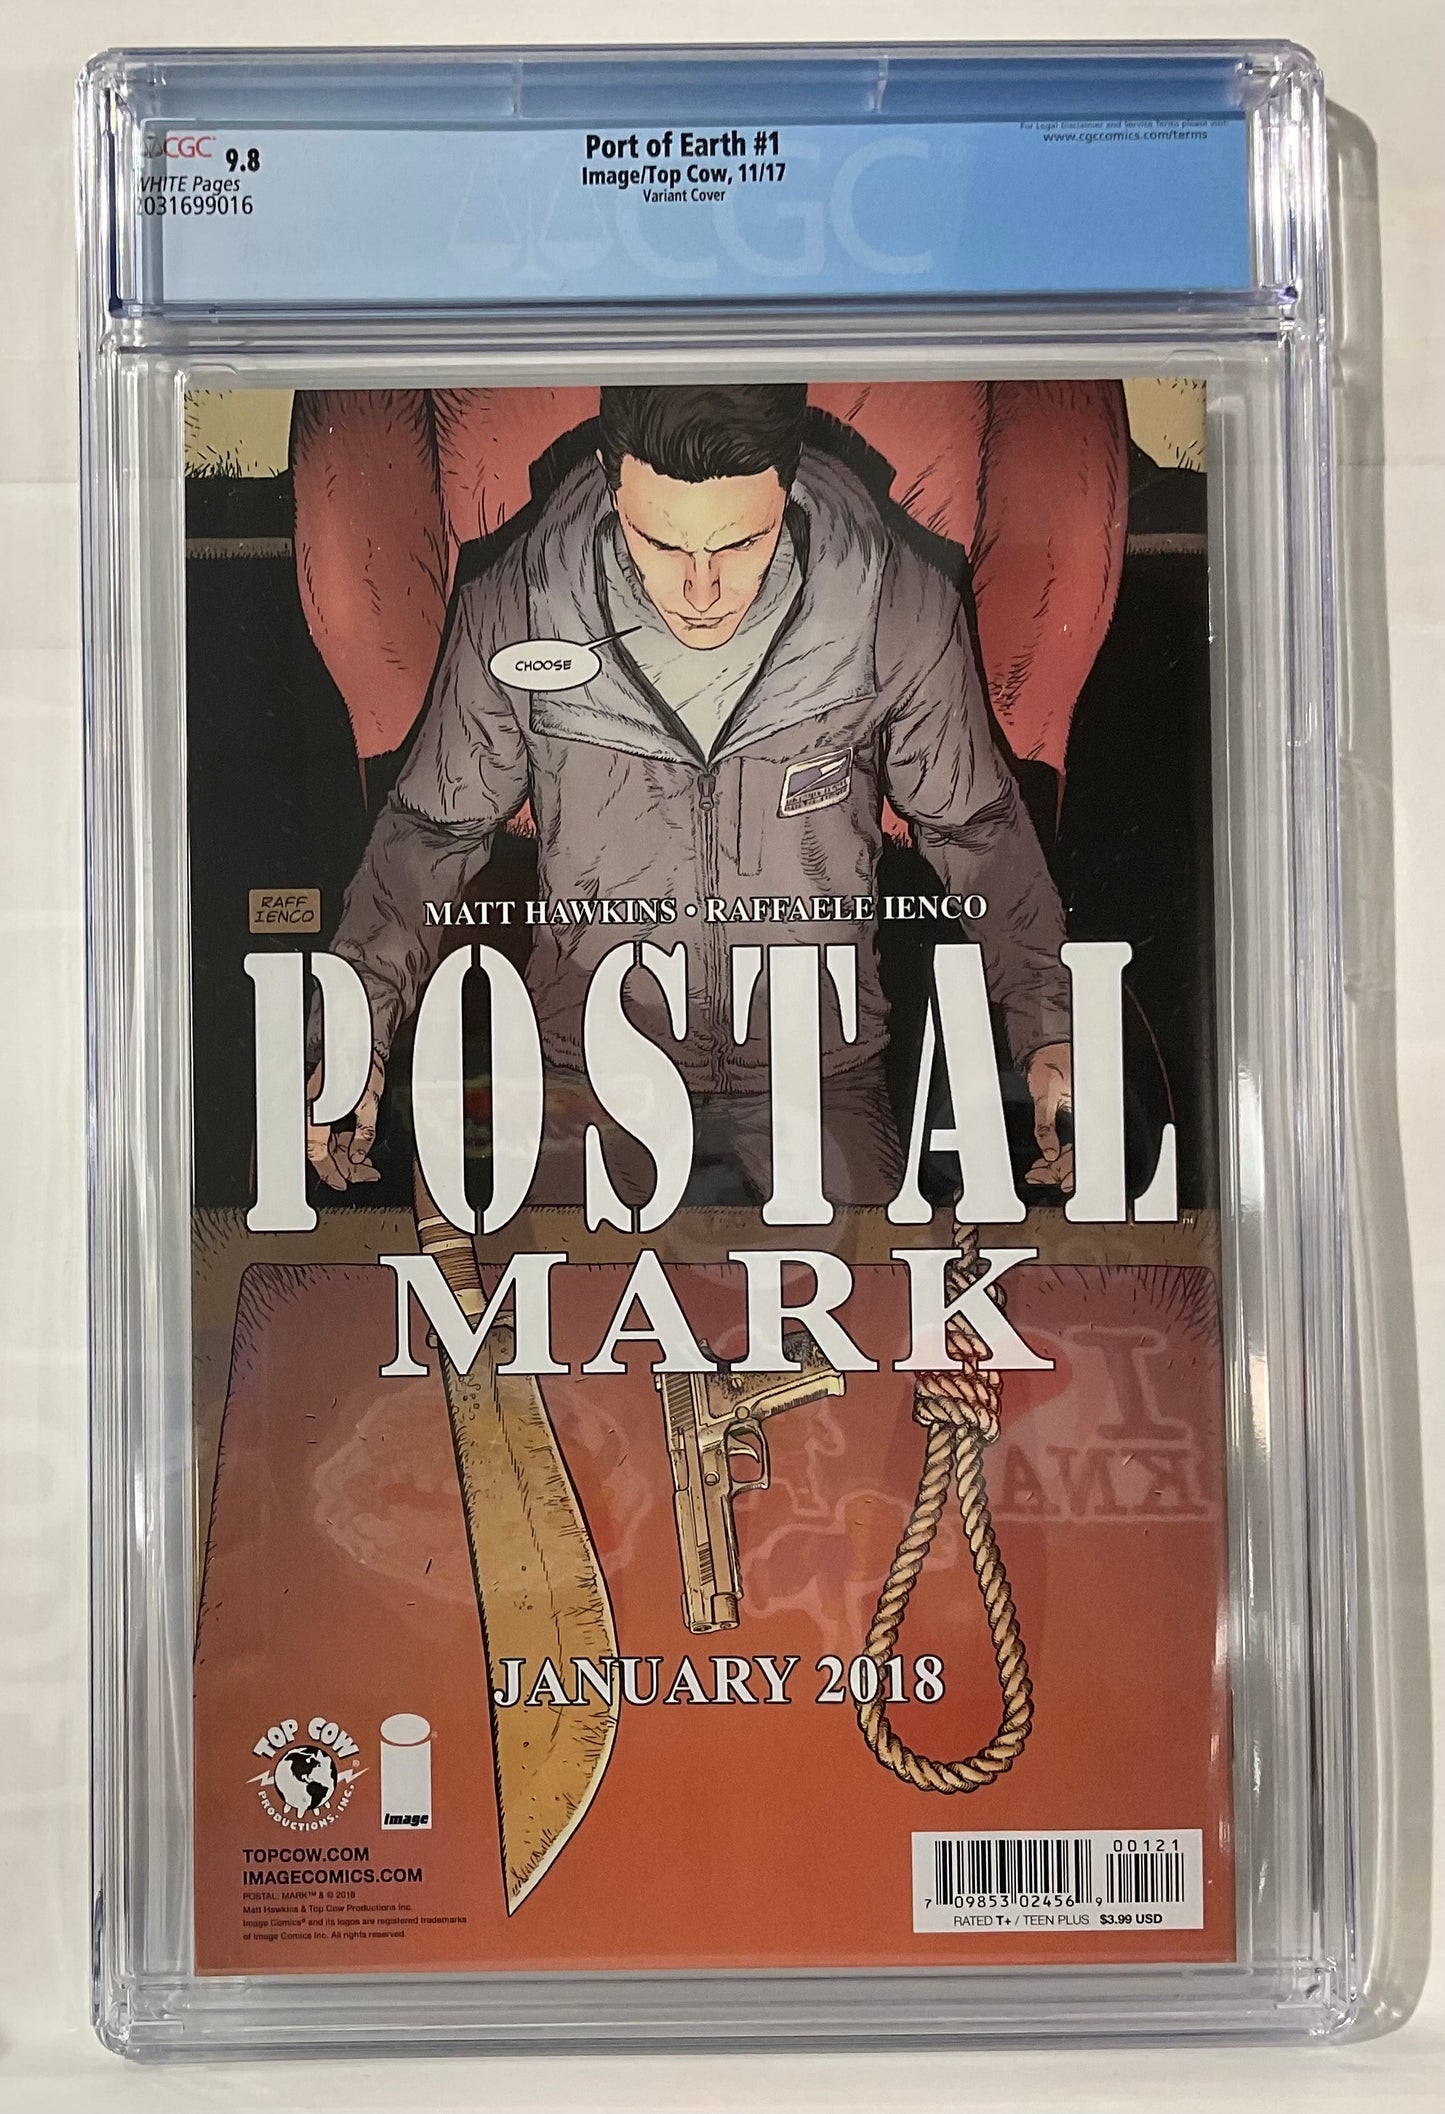 CGC 9.8
WHITE Pages
2031699016
Port of Earth #1
Image/Top Cow, 11/17
Variant Cover
For Legal Disclaimer and Service Terms please visit:
www.cgccomics.com/terms
CGC
CHOOSE
RAFF
IENCO
MATT HAWKINS • RAFFAELE IENCO
POSTAL™
MARK
JANUARY 2018
TOP COW®
PRODUCTIONS, INC.
image®
TOPCOW.COM
IMAGECOMICS.COM
POSTAL: MARK™ & © 2018
Matt Hawkins & Top Cow Productions Inc.
Image Comics® and its logos are registered trademarks
of Image Comics Inc. All rights reserved.
00121
7 09853 02456 9
RATED T+ / TEEN PLUS $3.99 USD